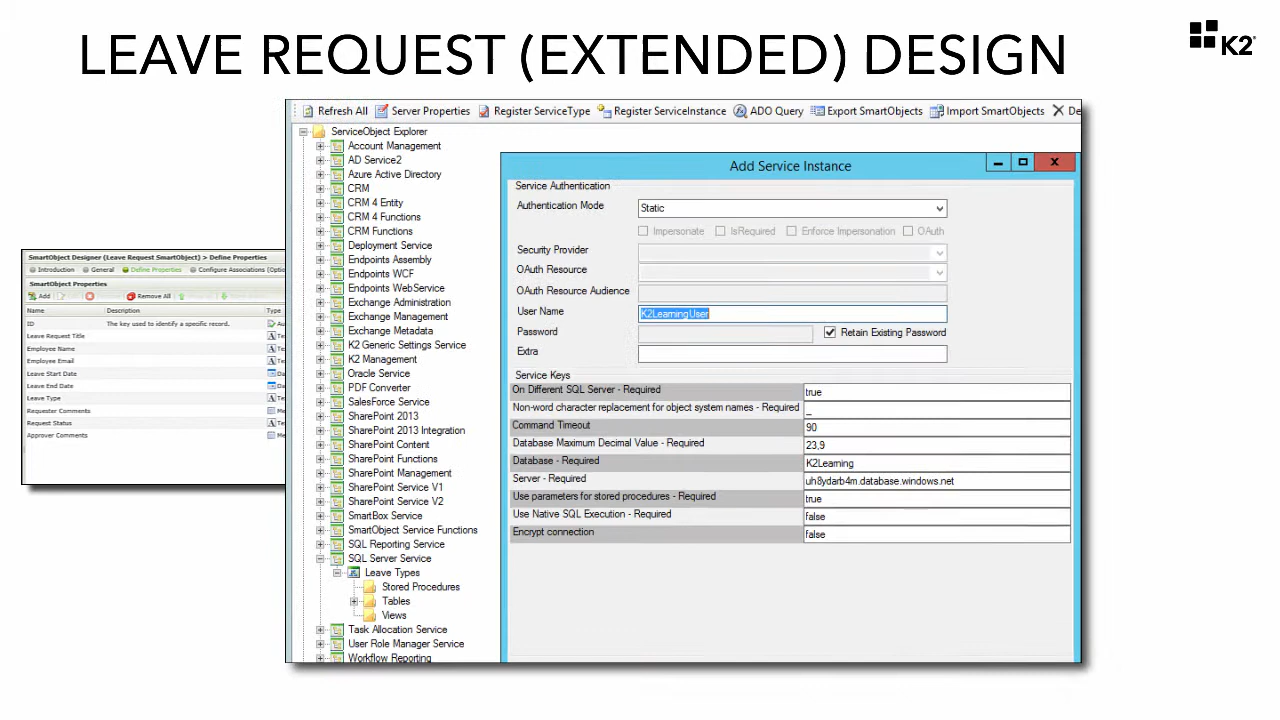 LEAVE REQUEST (EXTENDED) DESIGN
K2
Refresh All Server Properties Register ServiceType Register ServiceInstance ADO Query Export SmartObjects Import SmartObjects De
ServiceObject Explorer
Account Management
AD Service2
Azure Active Directory
CRM
CRM 4 Entity
CRM 4 Functions
CRM Functions
Deployment Service
Endpoints Assembly
Endpoints WCF
Endpoints WebService
Exchange Administration
Exchange Management
Exchange Metadata
K2 Generic Settings Service
K2 Management
Oracle Service
PDF Converter
SalesForce Service
SharePoint 2013
SharePoint 2013 Integration
SharePoint Content
SharePoint Functions
SharePoint Management
SharePoint Service V1
SharePoint Service V2
SmartBox Service
SmartObject Service Functions
SQL Reporting Service
SQL Server Service
Leave Types
Stored Procedures
Tables
Views
Task Allocation Service
User Role Manager Service
Workflow Reporting
Add Service Instance
Service Authentication
Authentication Mode Static
Impersonate IsRequired Enforce Impersonation OAuth
Security Provider
OAuth Resource
OAuth Resource Audience
User Name K2LearningUser
Password Retain Existing Password
Extra
Service Keys
On Different SQL Server - Required true
Non-word character replacement for object system names - Required _
Command Timeout 90
Database Maximum Decimal Value - Required 23,9
Database - Required K2Learning
Server - Required uh8ydarb4m.database.windows.net
Use parameters for stored procedures - Required true
Use Native SQL Execution - Required false
Encrypt connection false
SmartObject Designer (Leave Request SmartObject) > Define Properties
Introduction General Define Properties Configure Associations (Optio
SmartObject Properties
Add Remove All
Name Description Type
ID The key used to identify a specific record. Au
Leave Request Title Te
Employee Name Te
Employee Email Te
Leave Start Date Da
Leave End Date Da
Leave Type Te
Requester Comments Me
Request Status Te
Approver Comments Me